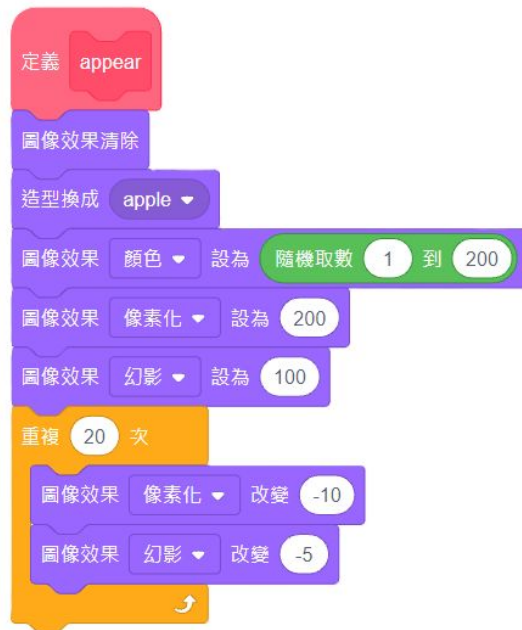 定義 appear
圖像效果清除
造型換成 apple
圖像效果 顏色 設為 隨機取數 1 到 200
圖像效果 像素化 設為 200
圖像效果 幻影 設為 100
重複 20 次
圖像效果 像素化 改變 -10
圖像效果 幻影 改變 -5